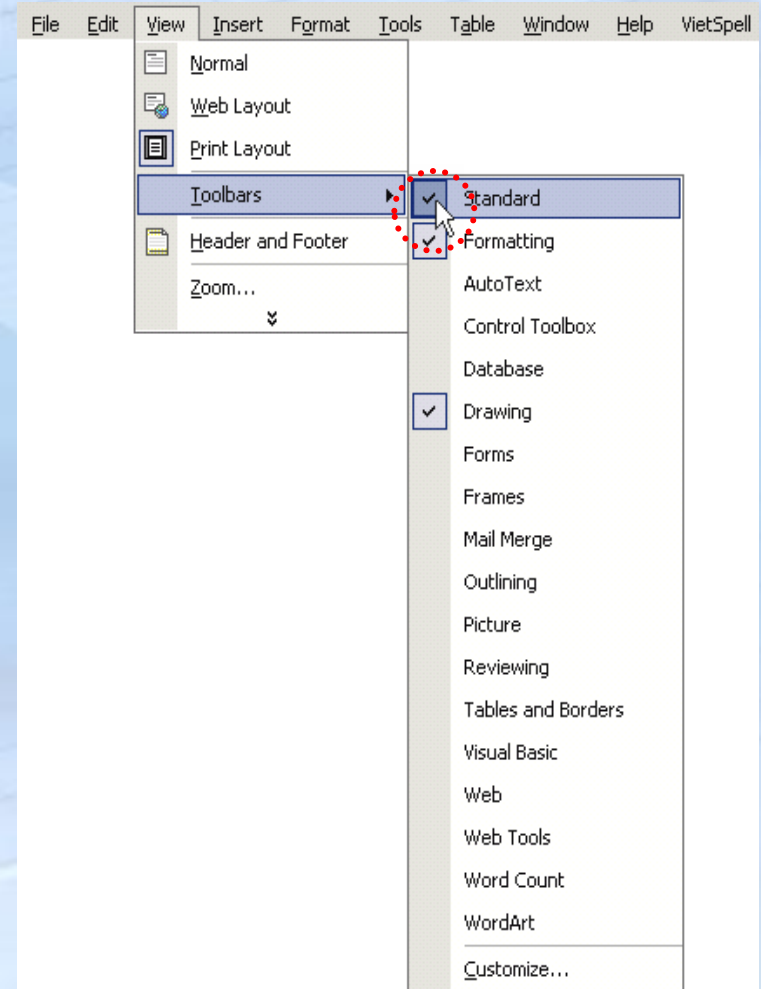 File Edit View Insert Format Tools Table Window Help VietSpell
Normal
Web Layout
Print Layout
Toolbars
Header and Footer
Zoom...
Standard
Formatting
AutoText
Control Toolbox
Database
Drawing
Forms
Frames
Mail Merge
Outlining
Picture
Reviewing
Tables and Borders
Visual Basic
Web
Web Tools
Word Count
WordArt
Customize...